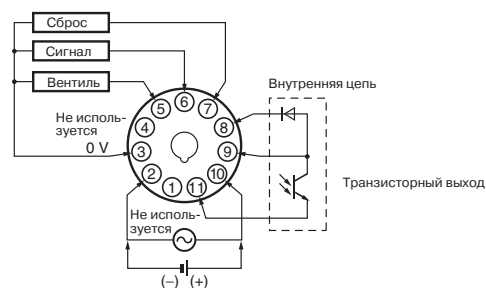 Сброс
Сигнал
Вентиль
Внутренняя цепь
Не исполь-
зуется
0 V
6
5
7
4
8
3
9
2
10
1
11
Транзисторный выход
Не исполь-
зуется
(–)
(+)